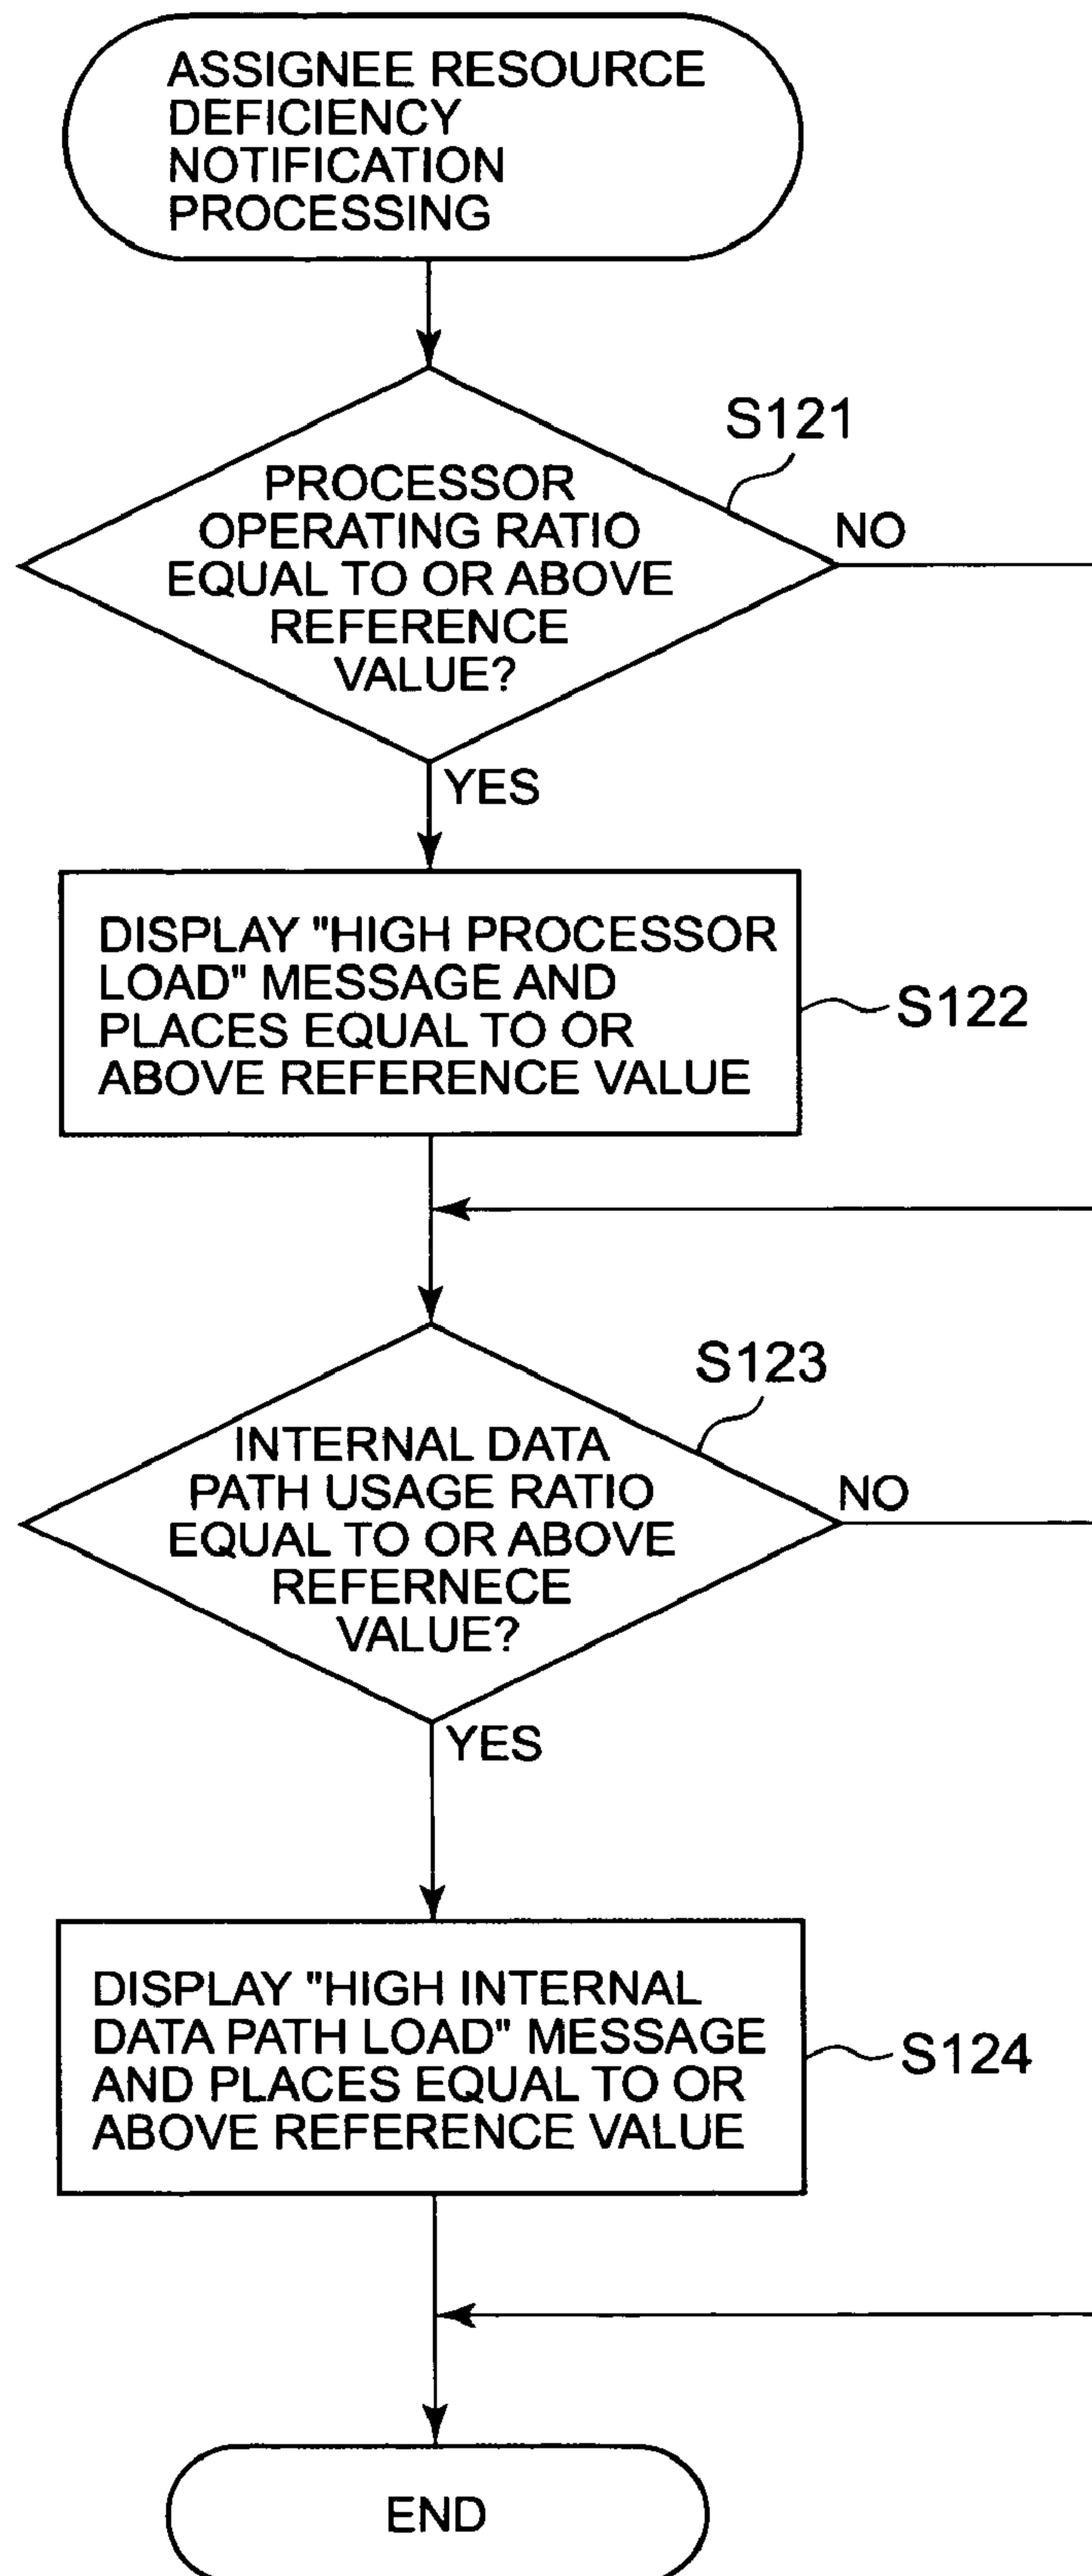 ASSIGNEE RESOURCE
DEFICIENCY
NOTIFICATION
PROCESSING
S121
PROCESSOR
OPERATING RATIO
EQUAL TO OR ABOVE
REFERENCE
VALUE?
NO
YES
DISPLAY "HIGH PROCESSOR
LOAD" MESSAGE AND
PLACES EQUAL TO OR
ABOVE REFERENCE VALUE
S122
S123
INTERNAL DATA
PATH USAGE RATIO
EQUAL TO OR ABOVE
REFERNECE
VALUE?
NO
YES
DISPLAY "HIGH INTERNAL
DATA PATH LOAD" MESSAGE
AND PLACES EQUAL TO OR
ABOVE REFERENCE VALUE
S124
END